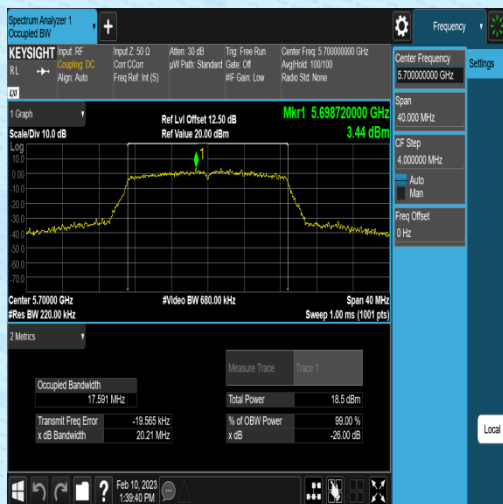 Spectrum Analyzer 1
Occupied BW
Frequency
KEYSIGHT
Input: RF
Input Z: 50 Ω
Atten: 30 dB
Trig: Free Run
Center Freq: 5.700000000 GHz
RL
Coupling: DC
Corr CCorr
µW Path: Standard
Gate: Off
Avg|Hold: 100/100
Align: Auto
Freq Ref: Int (S)
#IF Gain: Low
Radio Std: None
LXI
1 Graph
Scale/Div 10.0 dB
Ref Lvl Offset 12.50 dB
Ref Value 20.00 dBm
Mkr1 5.698720000 GHz
3.44 dBm
Log
10.0
0.00
-10.0
-20.0
-30.0
-40.0
-50.0
-60.0
-70.0
1
Center 5.70000 GHz
#Video BW 680.00 kHz
Span 40 MHz
#Res BW 220.00 kHz
Sweep 1.00 ms (1001 pts)
2 Metrics
Measure Trace
Trace 1
Occupied Bandwidth
17.591 MHz
Total Power
18.5 dBm
Transmit Freq Error
-19.565 kHz
% of OBW Power
99.00 %
x dB Bandwidth
20.21 MHz
x dB
-26.00 dB
Feb 10, 2023
1:39:40 PM
Center Frequency
5.700000000 GHz
Settings
Span
40.000 MHz
CF Step
4.000000 MHz
Auto
Man
Freq Offset
0 Hz
Local